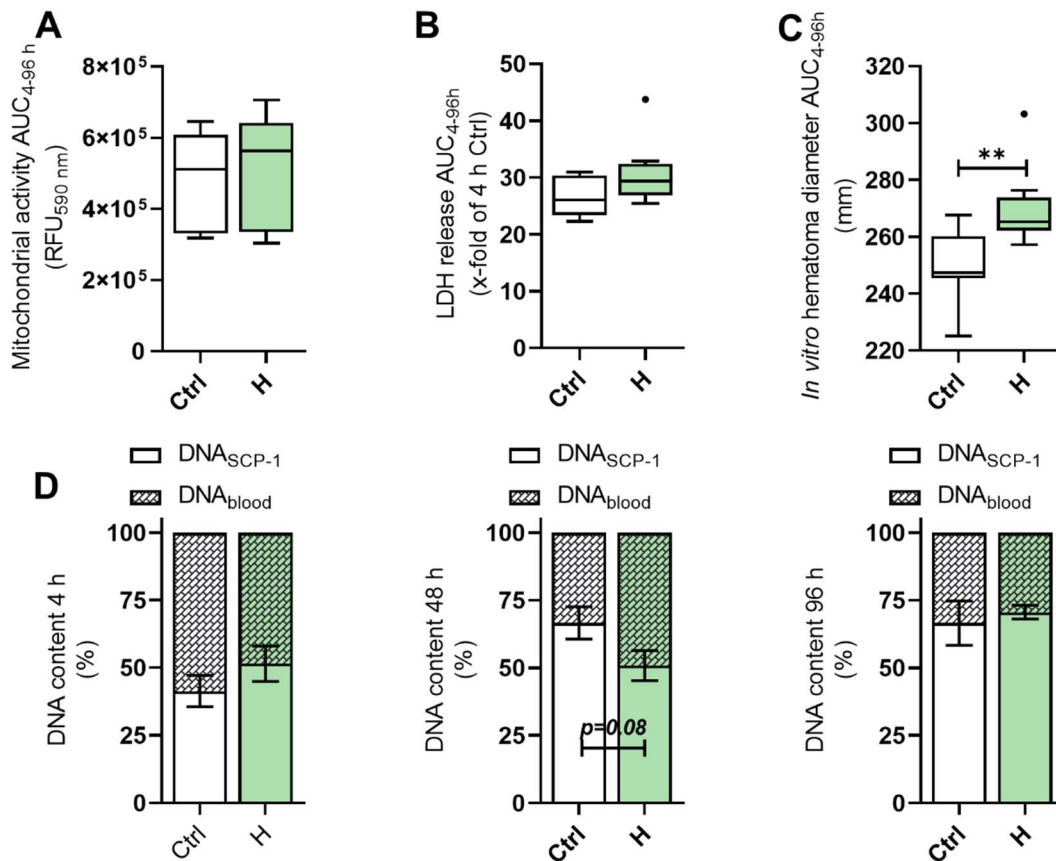 A
Mitochondrial activity AUC4-96 h
(RFU590 nm)
8×10⁵
6×10⁵
4×10⁵
2×10⁵
0
Ctrl
H
B
LDH release AUC4-96h
(x-fold of 4 h Ctrl)
50
40
30
20
10
0
Ctrl
H
C
In vitro hematoma diameter AUC4-96h
(mm)
320
300
280
260
240
220
**
Ctrl
H
D
DNASCP-1
DNAblood
DNA content 4 h
(%)
100
75
50
25
0
Ctrl
H
DNASCP-1
DNAblood
DNA content 48 h
(%)
100
75
50
25
0
p=0.08
Ctrl
H
DNASCP-1
DNAblood
DNA content 96 h
(%)
100
75
50
25
0
Ctrl
H